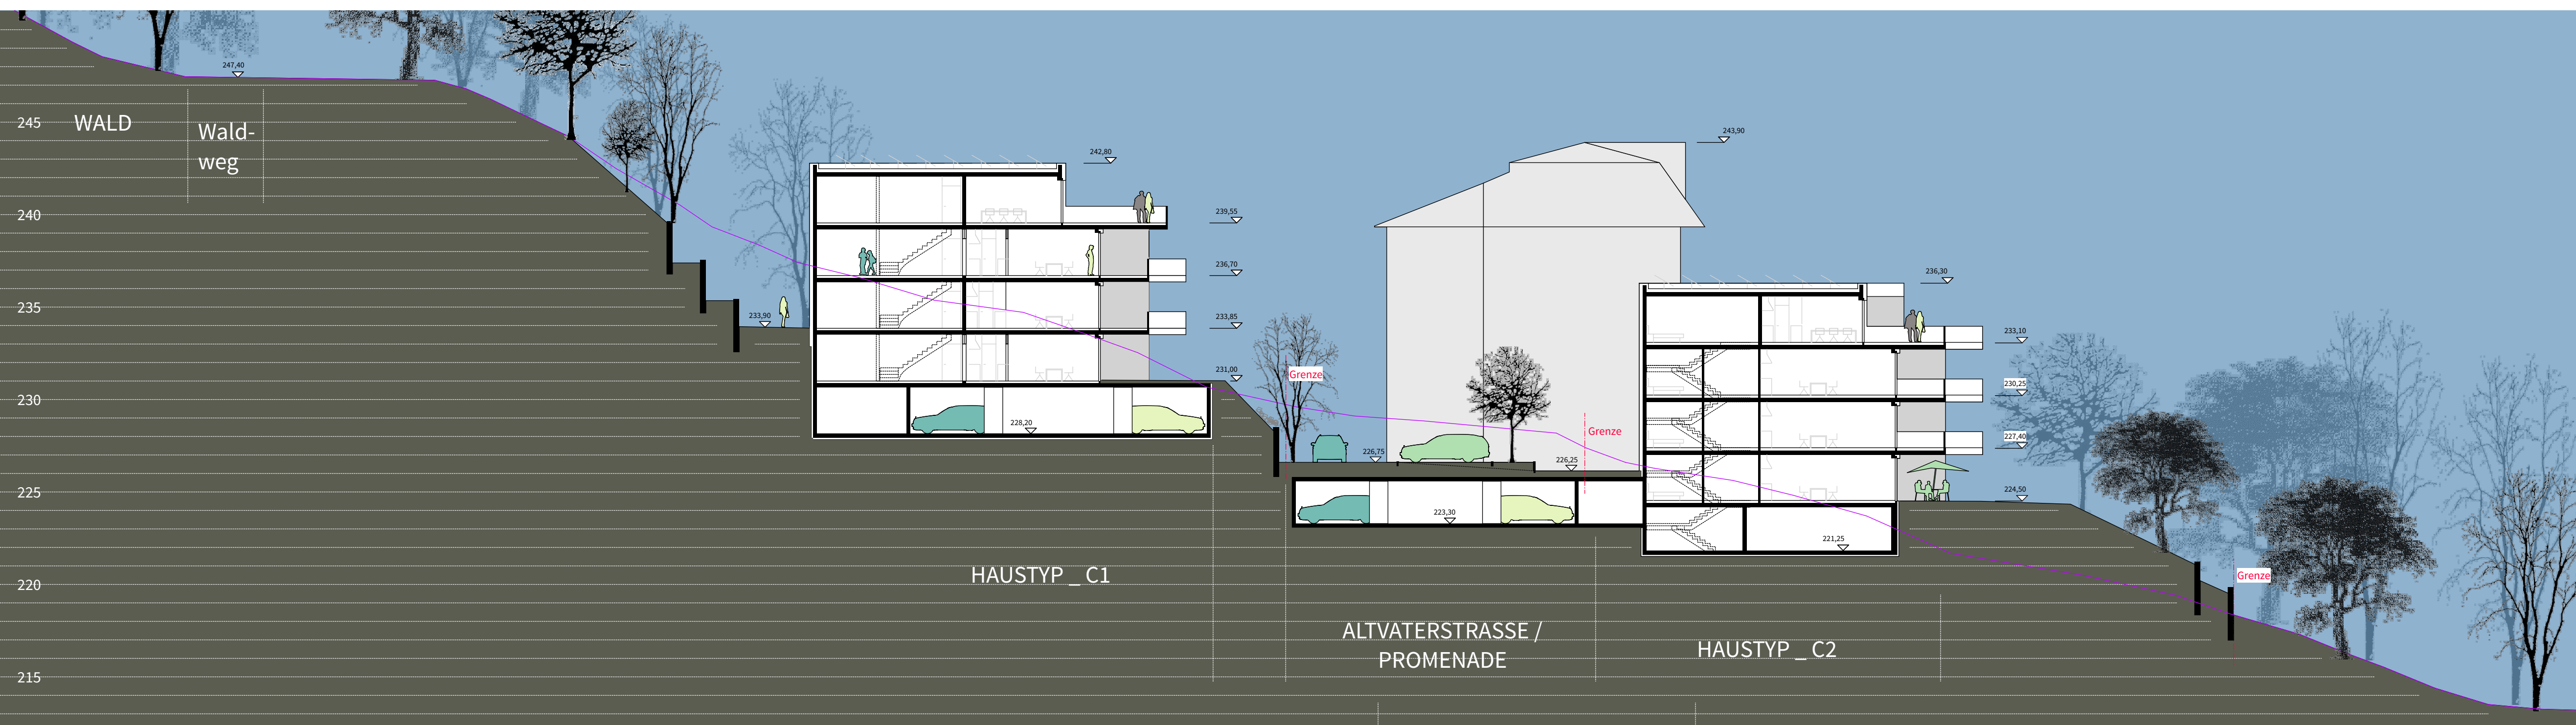 247,40
245
WALD
Wald-
weg
243,90
242,80
240
239,55
236,70
236,30
235
233,90
233,85
233,10
231,00
Grenze
230,25
230
228,20
Grenze
227,40
226,75
226,25
225
224,50
223,30
221,25
220
HAUSTYP _ C1
Grenze
ALTVATERSTRASSE /
PROMENADE
HAUSTYP _ C2
215